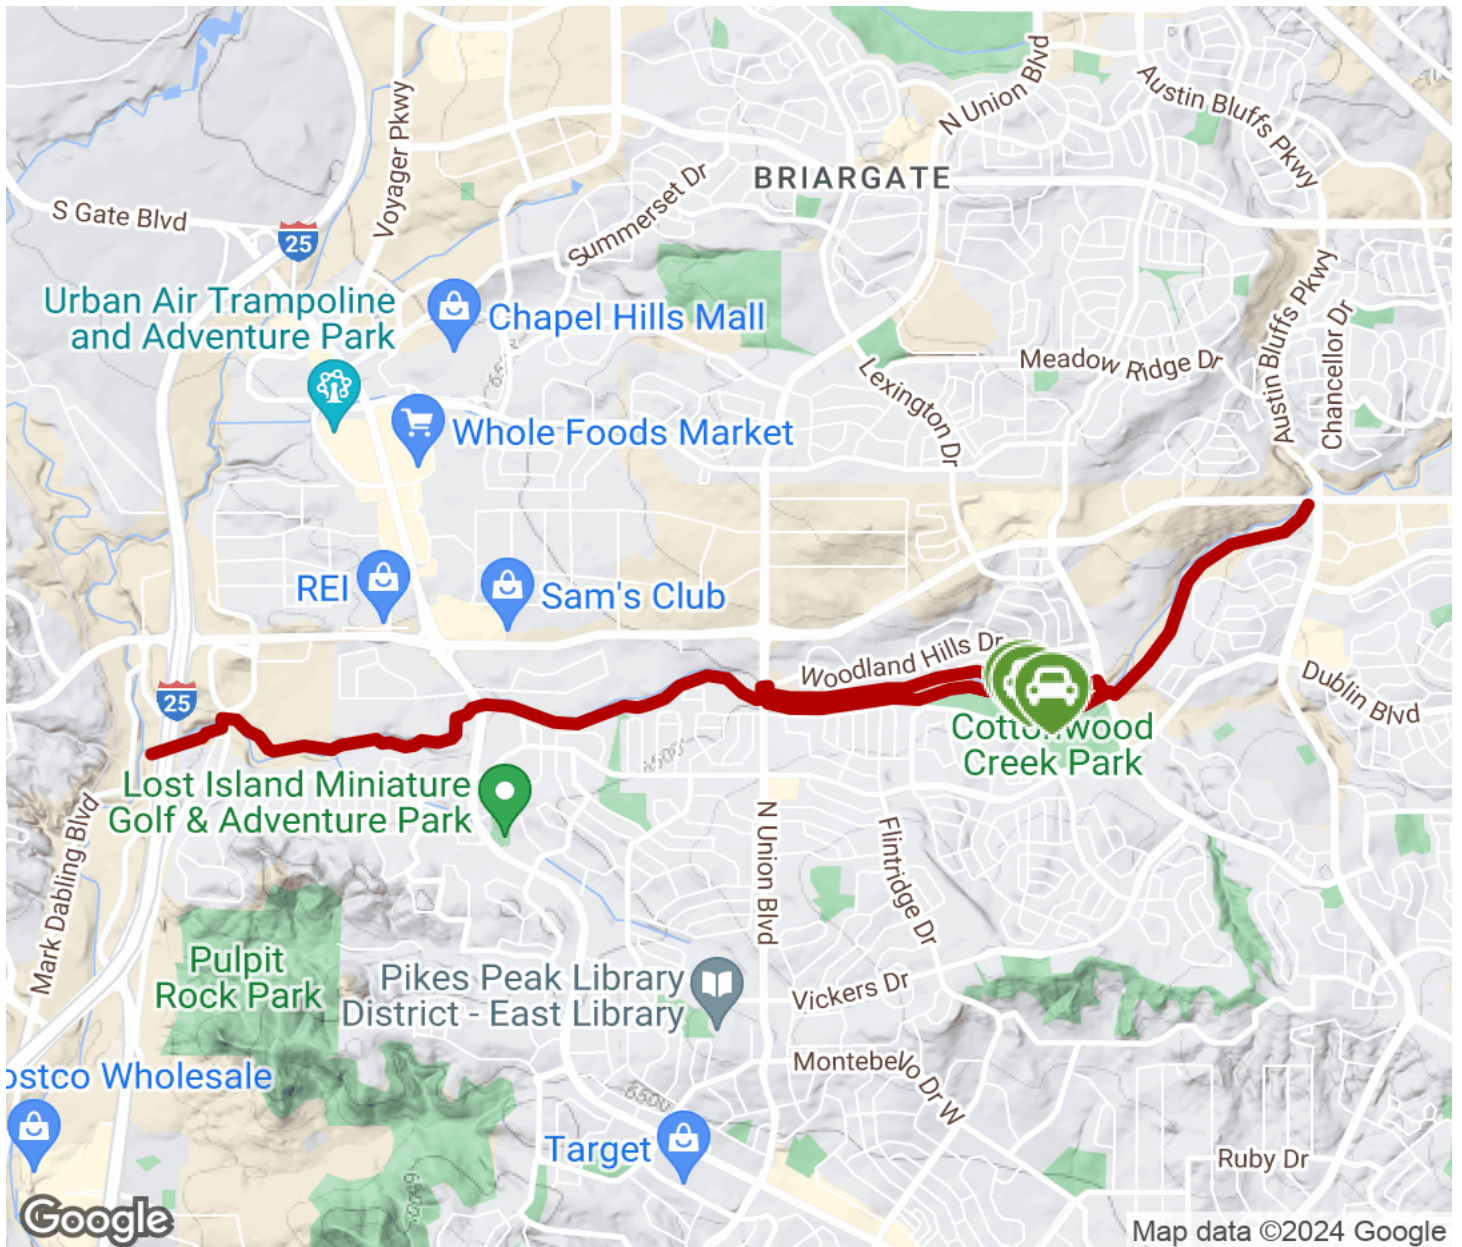 N Union Blvd
Austin Bluffs Pkwy
Voyager Pkwy
BRIARGATE
Summerset Dr
S Gate Blvd
25
Urban Air Trampoline
and Adventure Park
Chapel Hills Mall
Austin Bluffs Pkwy
Chancellor Dr
Meadow Ridge Dr
Lexington Dr
Whole Foods Market
REI
Sam's Club
Woodland Hills Dr
25
Dublin Blvd
Cottonwood
Creek Park
Lost Island Miniature
Golf & Adventure Park
6500
Mark Dabling Blvd
N Union Blvd
Flintridge Dr
Pulpit
Rock Park
Pikes Peak Library
District - East Library
Vickers Dr
Montebello Dr W
ostco Wholesale
6500
Target
Ruby Dr
Google
Map data ©2024 Google